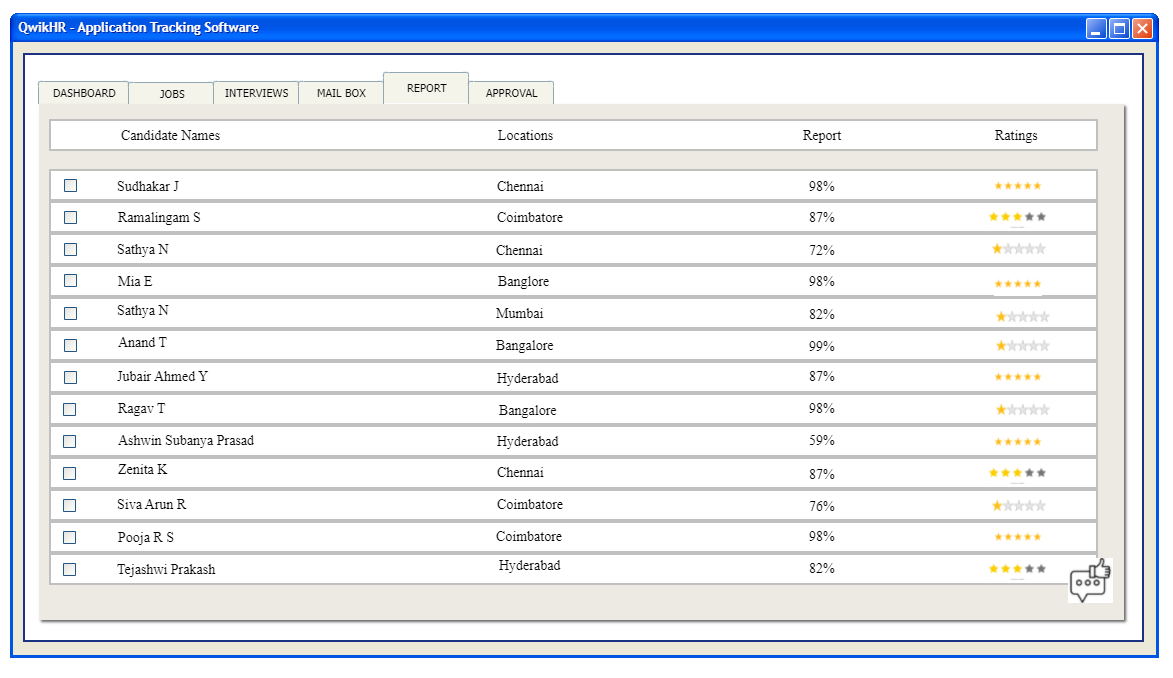 QwikHR - Application Tracking Software
DASHBOARD JOBS INTERVIEWS MAIL BOX REPORT APPROVAL
Candidate Names Locations Report Ratings
Sudhakar J Chennai 98%
Ramalingam S Coimbatore 87%
Sathya N Chennai 72%
Mia E Banglore 98%
Sathya N Mumbai 82%
Anand T Bangalore 99%
Jubair Ahmed Y Hyderabad 87%
Ragav T Bangalore 98%
Ashwin Subanya Prasad Hyderabad 59%
Zenita K Chennai 87%
Siva Arun R Coimbatore 76%
Pooja R S Coimbatore 98%
Tejashwi Prakash Hyderabad 82%